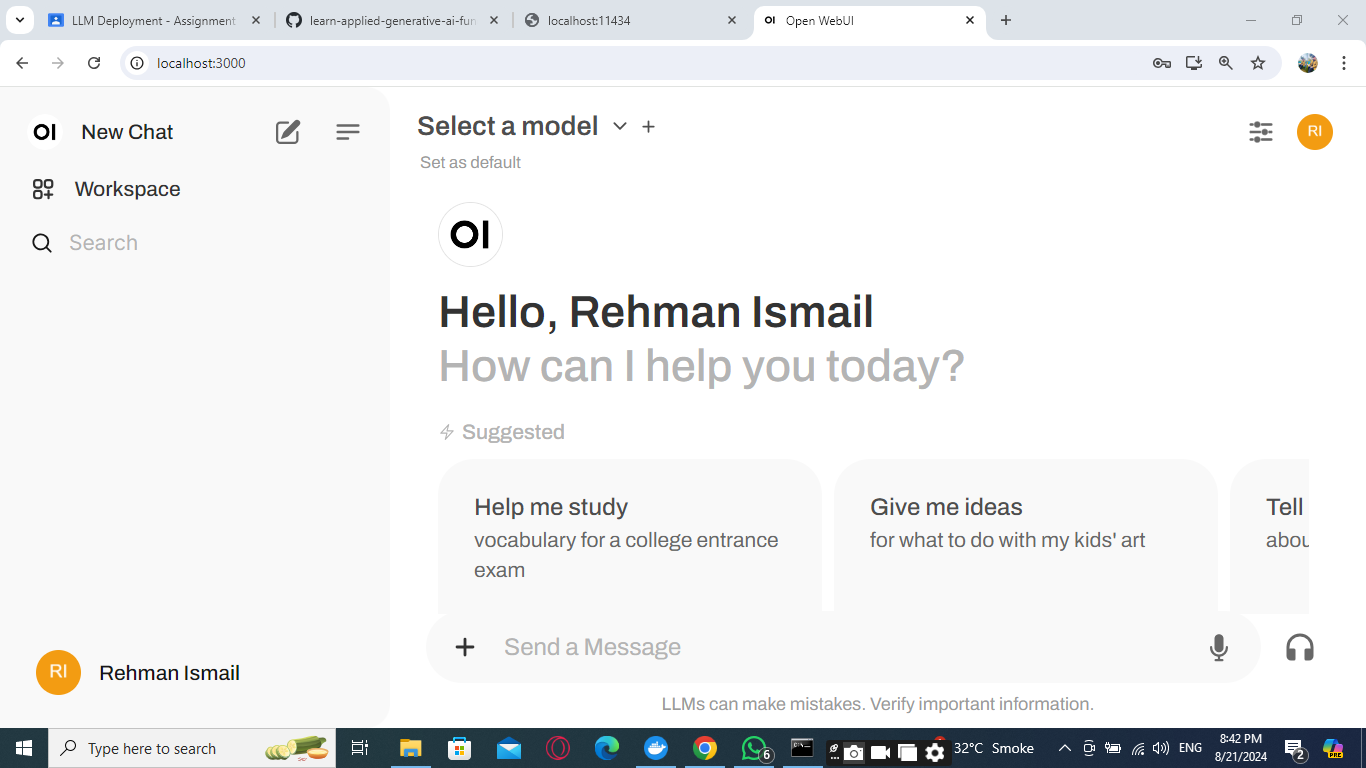 LLM Deployment - Assignment
learn-applied-generative-ai-fun
localhost:11434
OI Open WebUI
localhost:3000
OI New Chat
Workspace
Search
Select a model
Set as default
RI
OI
Hello, Rehman Ismail
How can I help you today?
Suggested
Help me study
vocabulary for a college entrance
exam
Give me ideas
for what to do with my kids' art
Tell
abou
Send a Message
RI Rehman Ismail
LLMs can make mistakes. Verify important information.
Type here to search
6
32°C Smoke
ENG
8:42 PM
8/21/2024
2
PRE